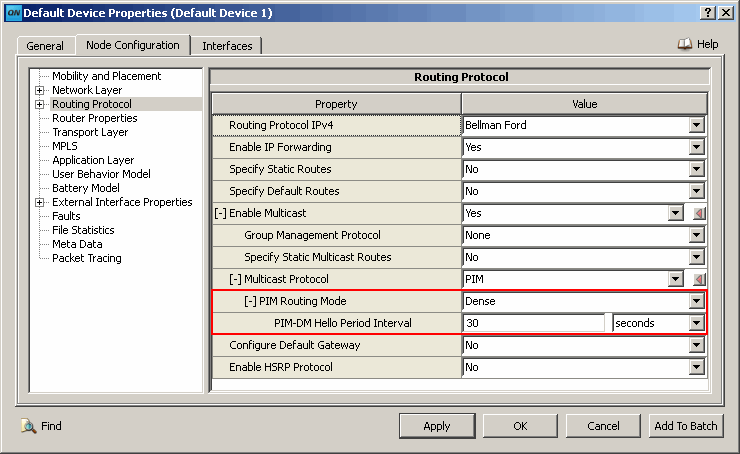 QN Default Device Properties (Default Device 1)
General Node Configuration Interfaces Help
Mobility and Placement
Network Layer
Routing Protocol
Router Properties
Transport Layer
MPLS
Application Layer
User Behavior Model
Battery Model
External Interface Properties
Faults
File Statistics
Meta Data
Packet Tracing
Routing Protocol
Property Value
Routing Protocol IPv4 Bellman Ford
Enable IP Forwarding Yes
Specify Static Routes No
Specify Default Routes No
[-] Enable Multicast Yes
Group Management Protocol None
Specify Static Multicast Routes No
[-] Multicast Protocol PIM
[-] PIM Routing Mode Dense
PIM-DM Hello Period Interval 30 seconds
Configure Default Gateway No
Enable HSRP Protocol No
Find Apply OK Cancel Add To Batch